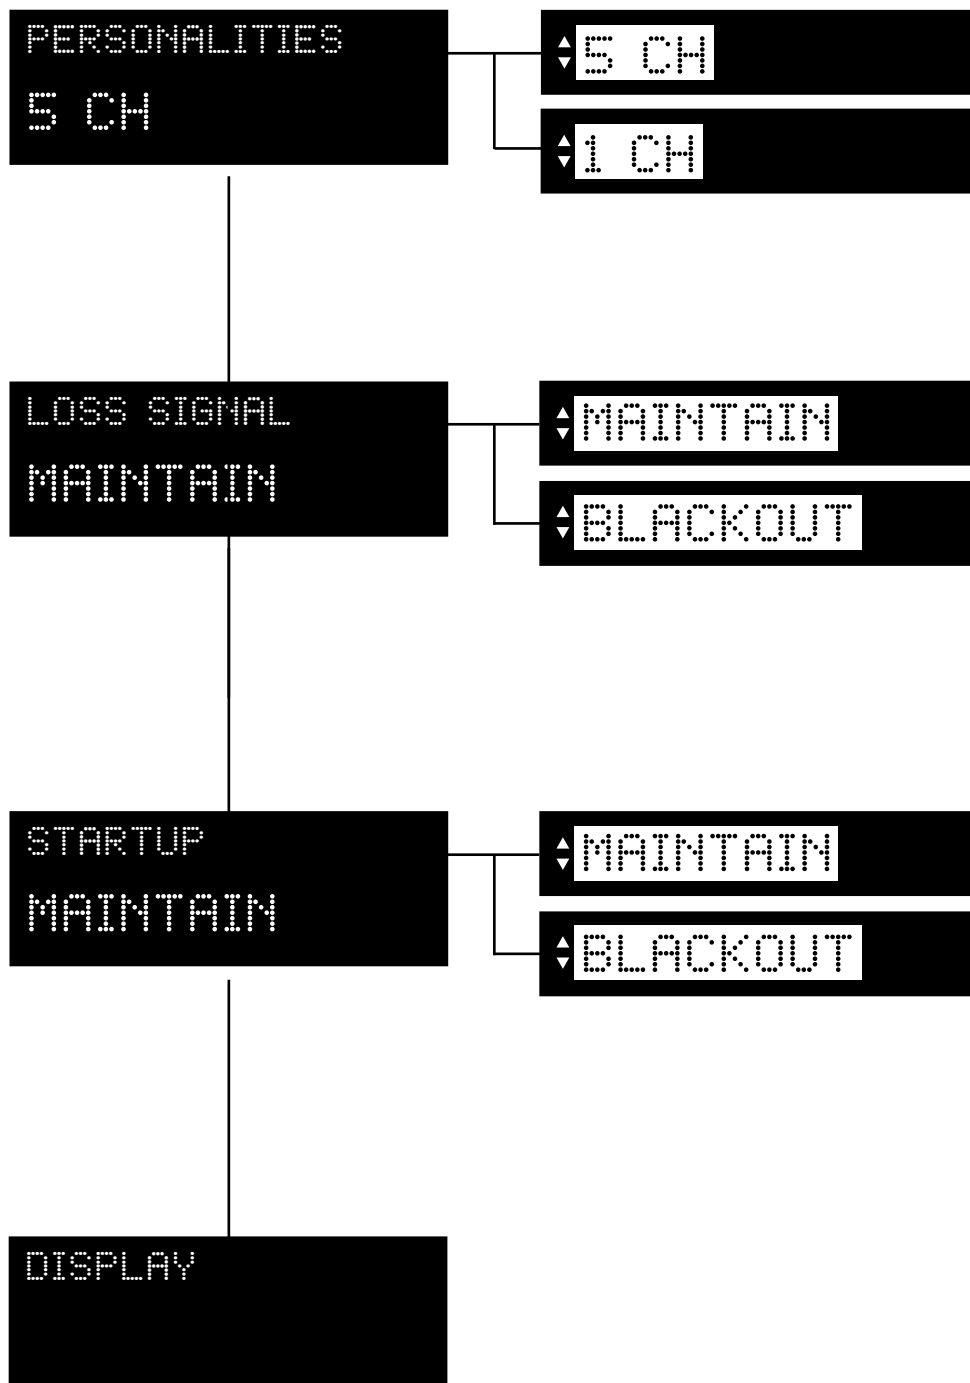 PERSONALITIES
5 CH
5 CH
1 CH
LOSS SIGNAL
MAINTAIN
MAINTAIN
BLACKOUT
STARTUP
MAINTAIN
MAINTAIN
BLACKOUT
DISPLAY